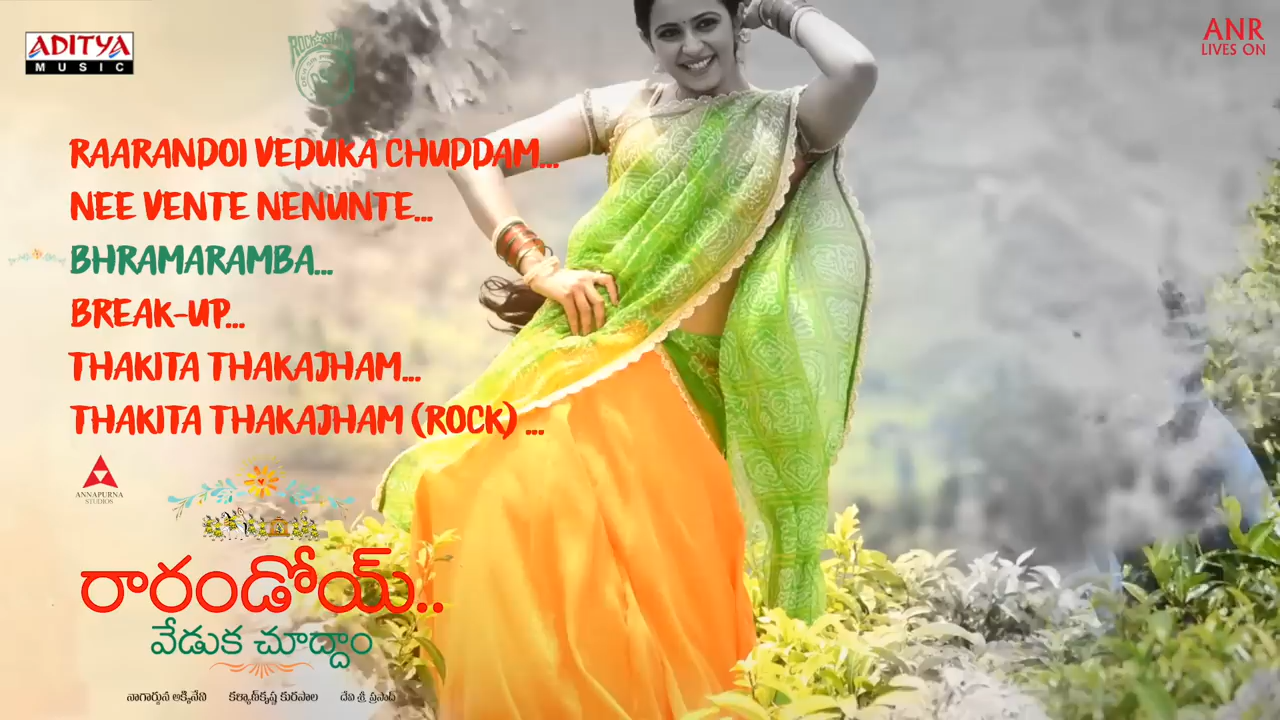 ADITYA
MUSIC
ROCKSTAR
ANR
LIVES ON
RAARANDOI VEDUKA CHUDDAM...
NEE VENTE NENUNTE...
BHRAMARAMBA...
BREAK-UP...
THAKITA THAKAJHAM...
THAKITA THAKAJHAM (ROCK) ...
ANNAPURNA
STUDIOS
రారండోయ్..
వేడుక చూద్దాం
నాగార్జున అక్కినేని కళ్యాణ్‌కృష్ణ కురసాల దేవి శ్రీ ప్రసాద్